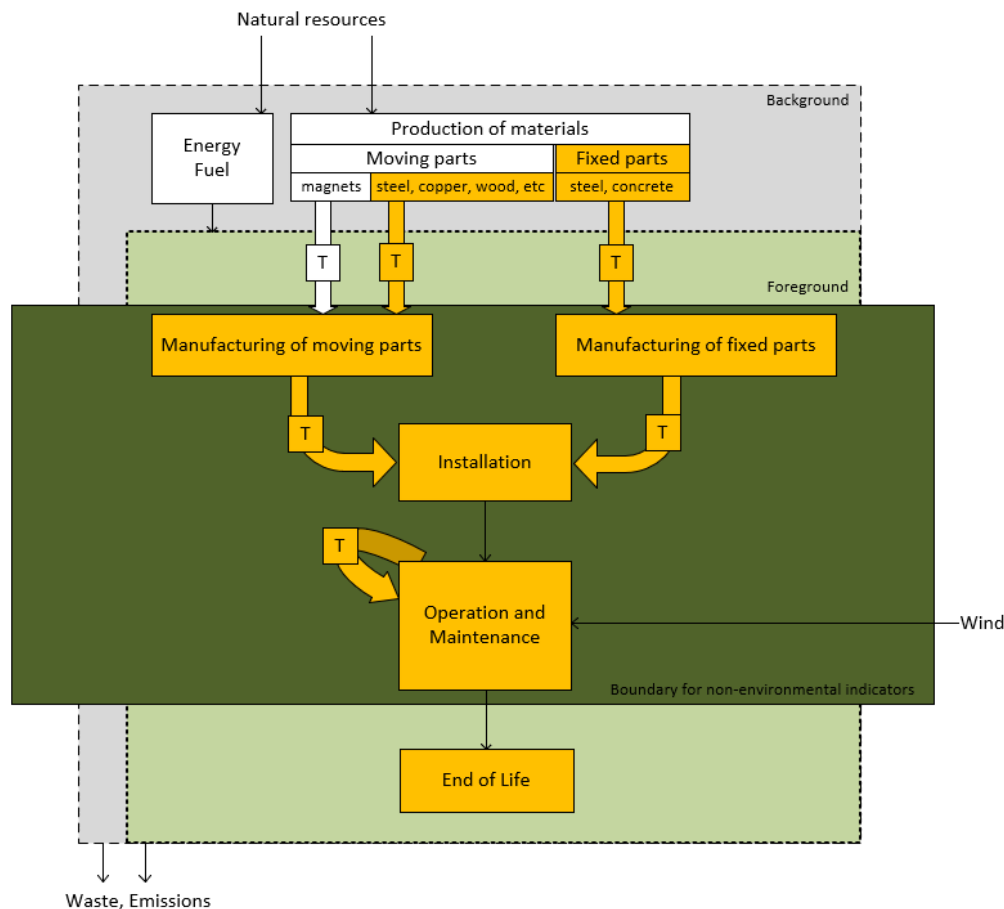 Natural resources
Background
Production of materials
Energy
Fuel
Moving parts
Fixed parts
magnets
steel, copper, wood, etc
steel, concrete
T
T
T
Foreground
Manufacturing of moving parts
Manufacturing of fixed parts
T
T
Installation
T
Operation and
Maintenance
Wind
Boundary for non-environmental indicators
End of Life
Waste, Emissions